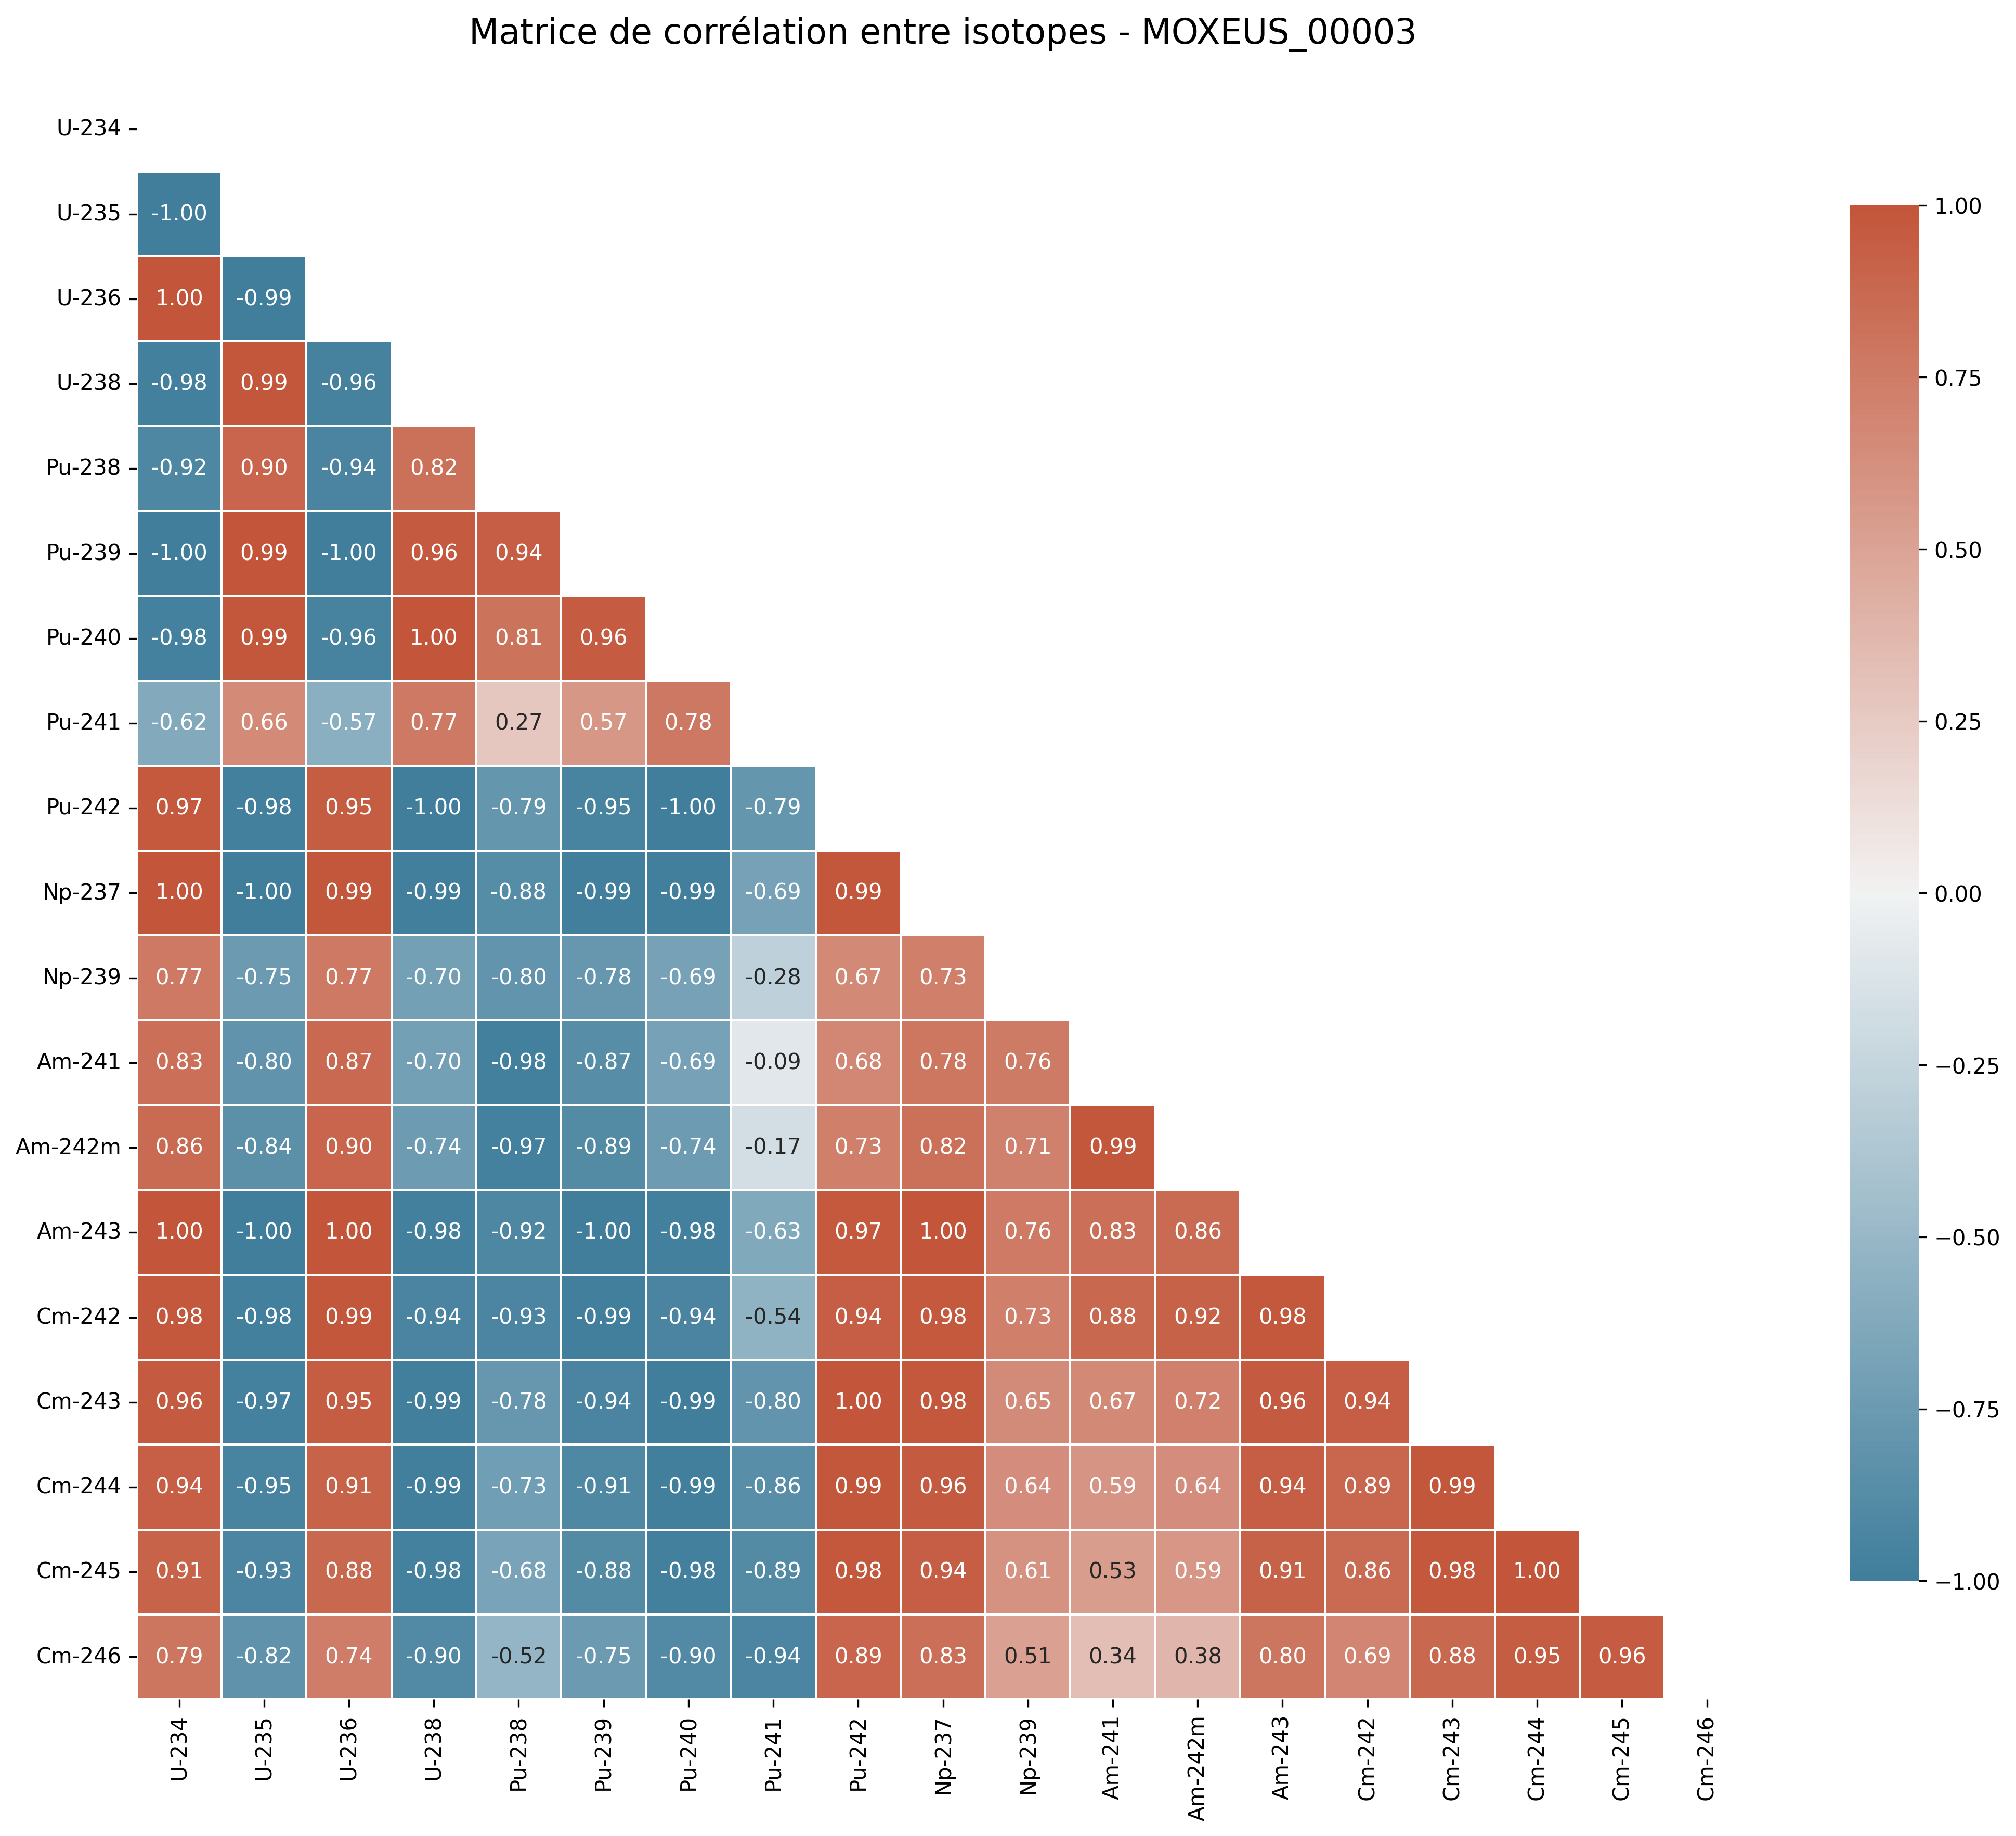 Matrice de corrélation entre isotopes - MOXEUS_00003
U-234
U-235 -1.00
U-236 1.00 -0.99
U-238 -0.98 0.99 -0.96
Pu-238 -0.92 0.90 -0.94 0.82
Pu-239 -1.00 0.99 -1.00 0.96 0.94
Pu-240 -0.98 0.99 -0.96 1.00 0.81 0.96
Pu-241 -0.62 0.66 -0.57 0.77 0.27 0.57 0.78
Pu-242 0.97 -0.98 0.95 -1.00 -0.79 -0.95 -1.00 -0.79
Np-237 1.00 -1.00 0.99 -0.99 -0.88 -0.99 -0.99 -0.69 0.99
Np-239 0.77 -0.75 0.77 -0.70 -0.80 -0.78 -0.69 -0.28 0.67 0.73
Am-241 0.83 -0.80 0.87 -0.70 -0.98 -0.87 -0.69 -0.09 0.68 0.78 0.76
Am-242m 0.86 -0.84 0.90 -0.74 -0.97 -0.89 -0.74 -0.17 0.73 0.82 0.71 0.99
Am-243 1.00 -1.00 1.00 -0.98 -0.92 -1.00 -0.98 -0.63 0.97 1.00 0.76 0.83 0.86
Cm-242 0.98 -0.98 0.99 -0.94 -0.93 -0.99 -0.94 -0.54 0.94 0.98 0.73 0.88 0.92 0.98
Cm-243 0.96 -0.97 0.95 -0.99 -0.78 -0.94 -0.99 -0.80 1.00 0.98 0.65 0.67 0.72 0.96 0.94
Cm-244 0.94 -0.95 0.91 -0.99 -0.73 -0.91 -0.99 -0.86 0.99 0.96 0.64 0.59 0.64 0.94 0.89 0.99
Cm-245 0.91 -0.93 0.88 -0.98 -0.68 -0.88 -0.98 -0.89 0.98 0.94 0.61 0.53 0.59 0.91 0.86 0.98 1.00
Cm-246 0.79 -0.82 0.74 -0.90 -0.52 -0.75 -0.90 -0.94 0.89 0.83 0.51 0.34 0.38 0.80 0.69 0.88 0.95 0.96
U-234 U-235 U-236 U-238 Pu-238 Pu-239 Pu-240 Pu-241 Pu-242 Np-237 Np-239 Am-241 Am-242m Am-243 Cm-242 Cm-243 Cm-244 Cm-245 Cm-246
1.00
0.75
0.50
0.25
0.00
−0.25
−0.50
−0.75
−1.00